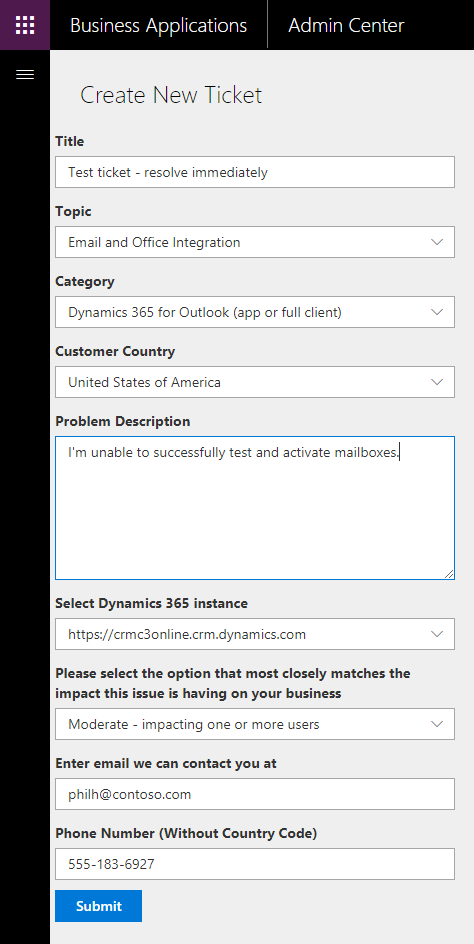 Business Applications Admin Center
Create New Ticket
Title
Test ticket - resolve immediately
Topic
Email and Office Integration
Category
Dynamics 365 for Outlook (app or full client)
Customer Country
United States of America
Problem Description
I'm unable to successfully test and activate mailboxes.
Select Dynamics 365 instance
https://crmc3online.crm.dynamics.com
Please select the option that most closely matches the
impact this issue is having on your business
Moderate - impacting one or more users
Enter email we can contact you at
philh@contoso.com
Phone Number (Without Country Code)
555-183-6927
Submit